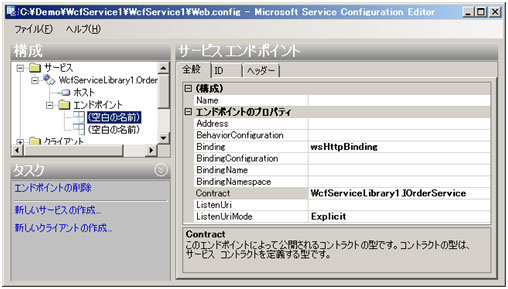 C:¥Demo¥WcfService1¥WcfService1¥Web.config - Microsoft Service Configuration Editor
ファイル(F) ヘルプ(H)
構成
サービス
WcfServiceLibrary1.Order
ホスト
エンドポイント
(空白の名前)
(空白の名前)
クライアント
タスク
エンドポイントの削除
新しいサービスの作成...
新しいクライアントの作成...
サービス エンドポイント
全般 ID ヘッダー
(構成)
Name
エンドポイントのプロパティ
Address
BehaviorConfiguration
Binding wsHttpBinding
BindingConfiguration
BindingName
BindingNamespace
Contract WcfServiceLibrary1.IOrderService
ListenUri
ListenUriMode Explicit
Contract
このエンドポイントによって公開されるコントラクトの型です。コントラクトの型は、
サービス コントラクトを定義する型です。